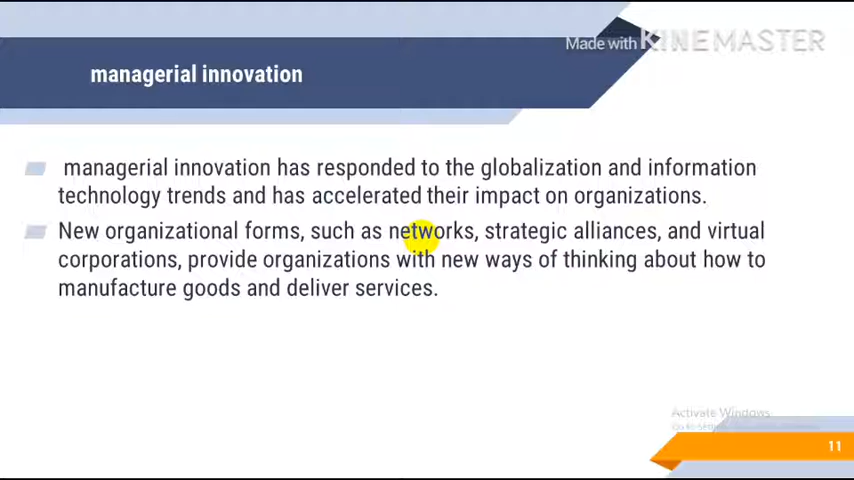 Made with KINEMASTER
managerial innovation
managerial innovation has responded to the globalization and information
technology trends and has accelerated their impact on organizations.
New organizational forms, such as networks, strategic alliances, and virtual
corporations, provide organizations with new ways of thinking about how to
manufacture goods and deliver services.
Activate Windows
11